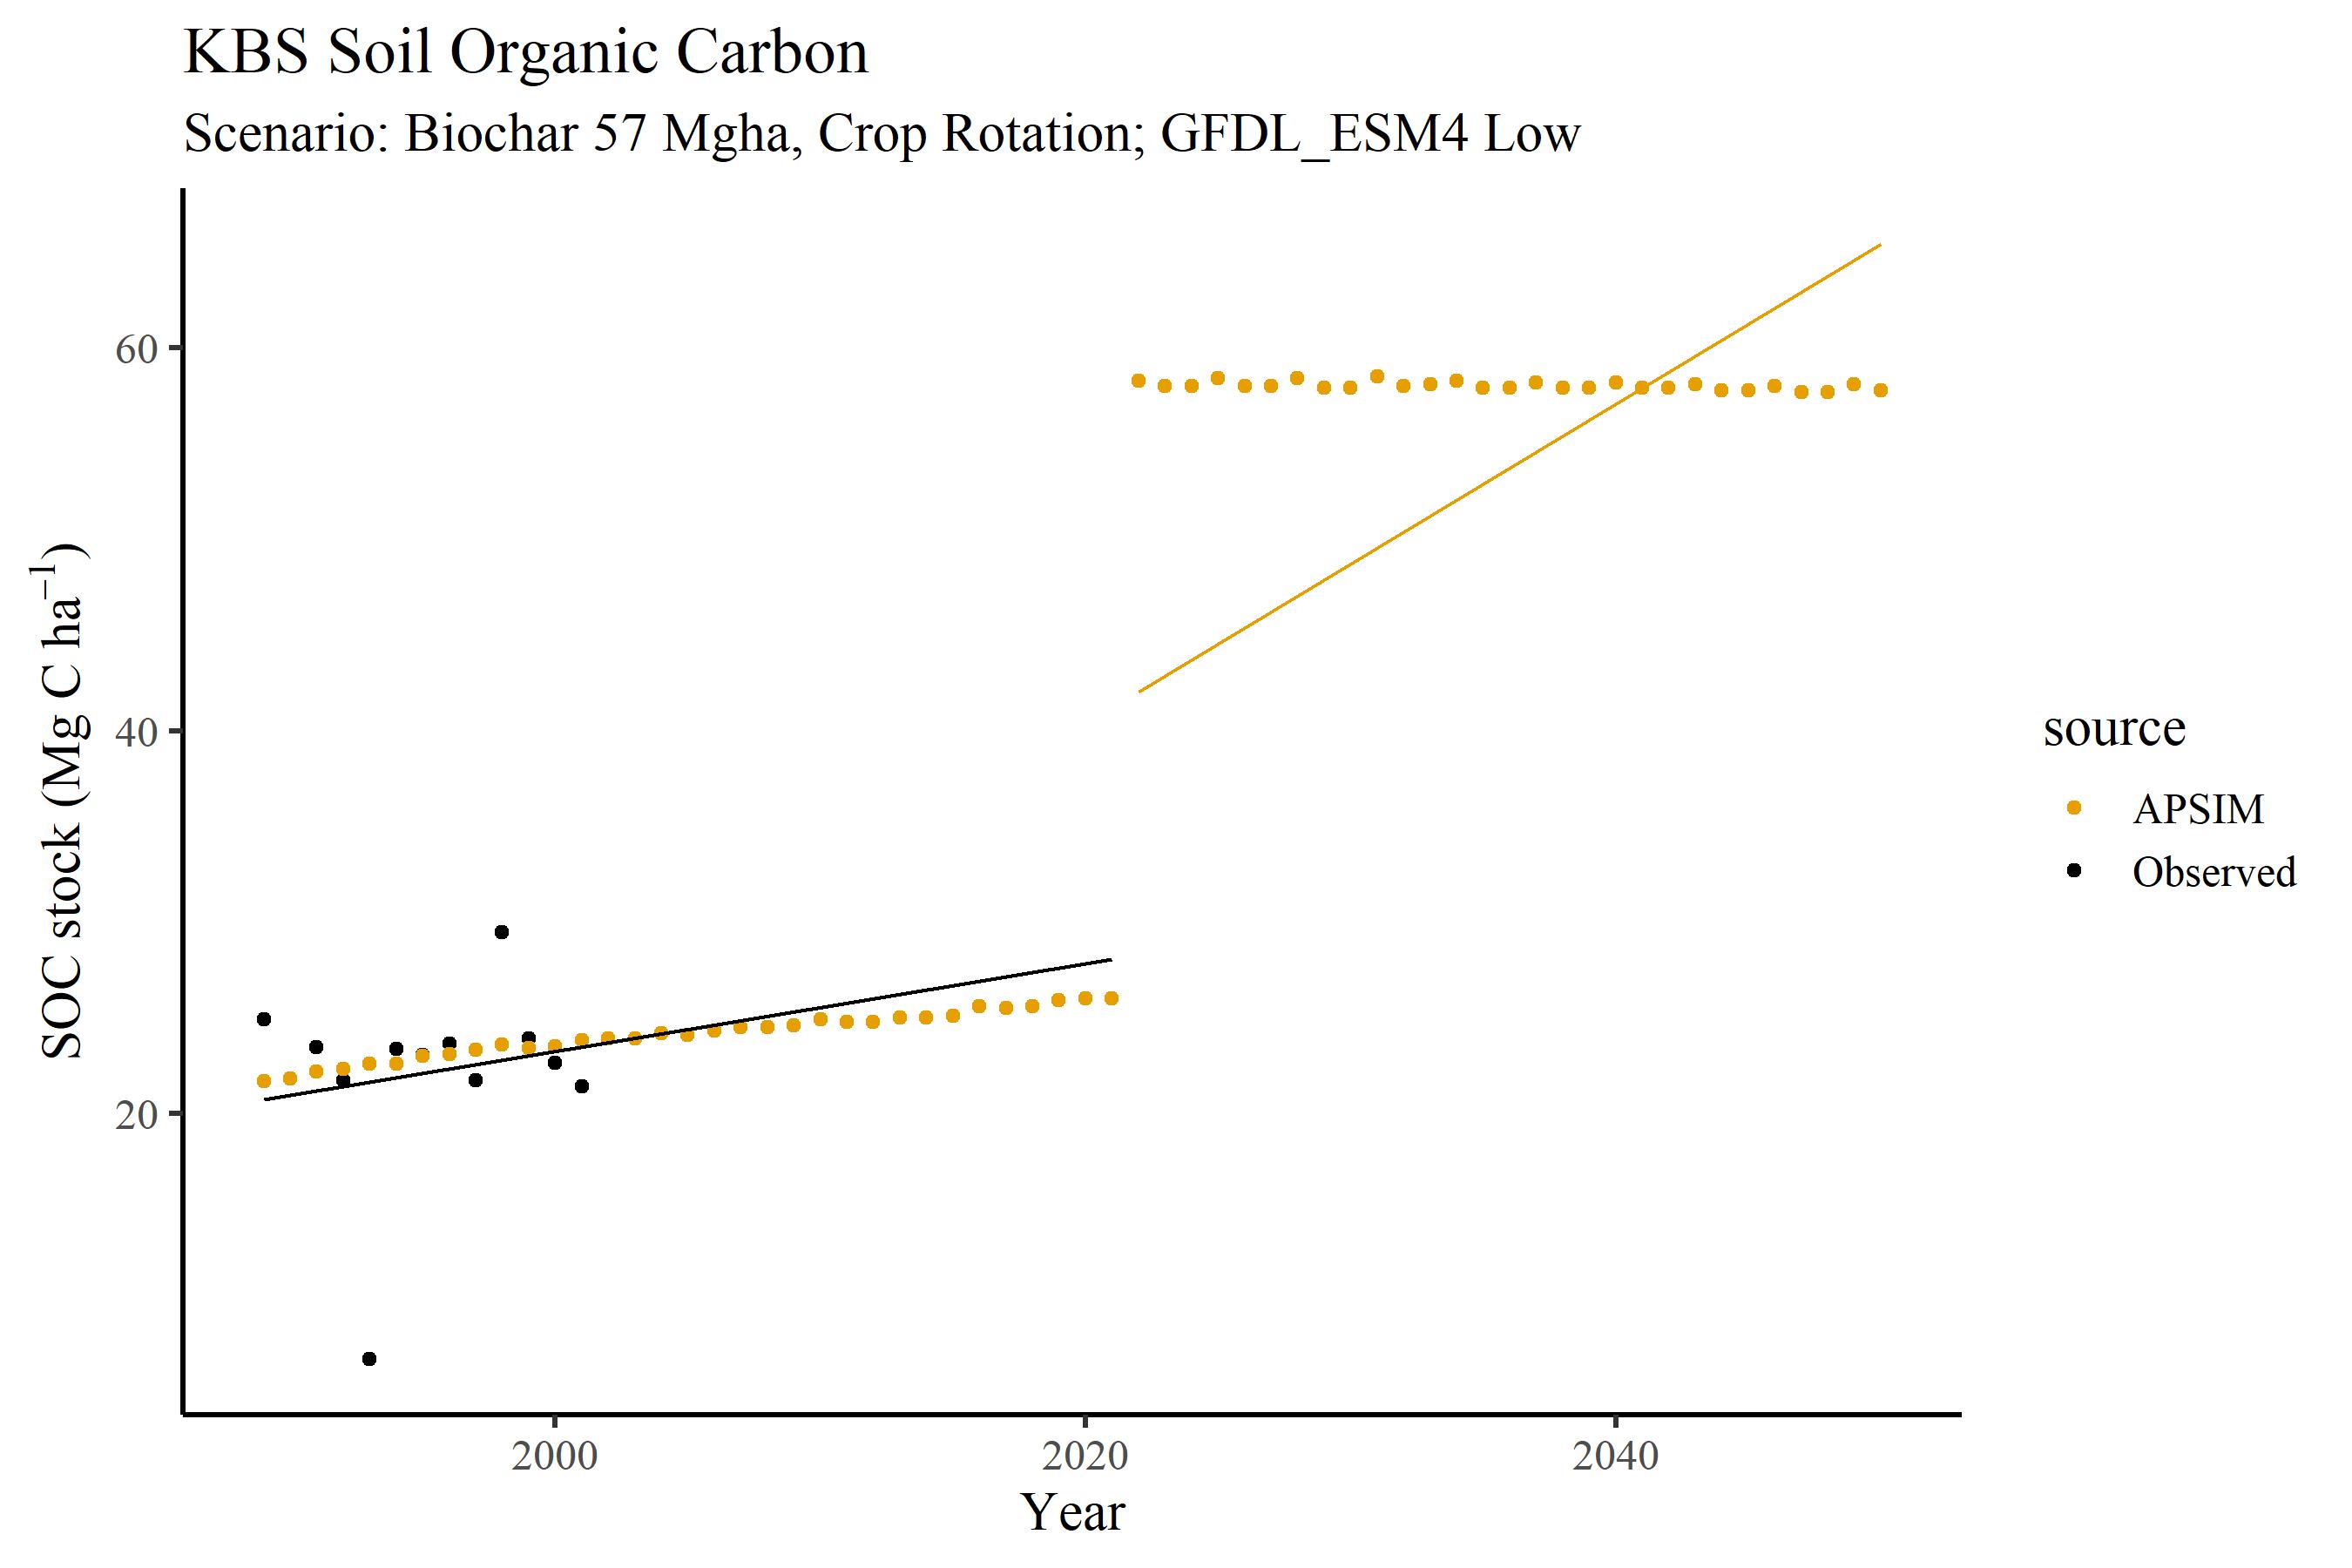 KBS Soil Organic Carbon
Scenario: Biochar 57 Mgha, Crop Rotation; GFDL_ESM4 Low
SOC stock (Mg C ha⁻¹)
60
40
20
2000
2020
2040
Year
source
APSIM
Observed